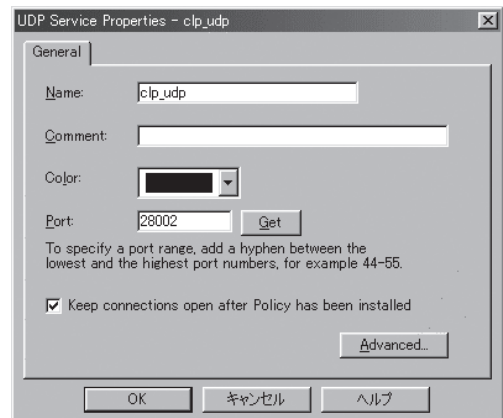 UDP Service Properties - clp_udp
General
Name: clp_udp
Comment:
Color:
Port: 28002 Get
To specify a port range, add a hyphen between the
lowest and the highest port numbers, for example 44-55.
Keep connections open after Policy has been installed
Advanced...
OK キャンセル ヘルプ